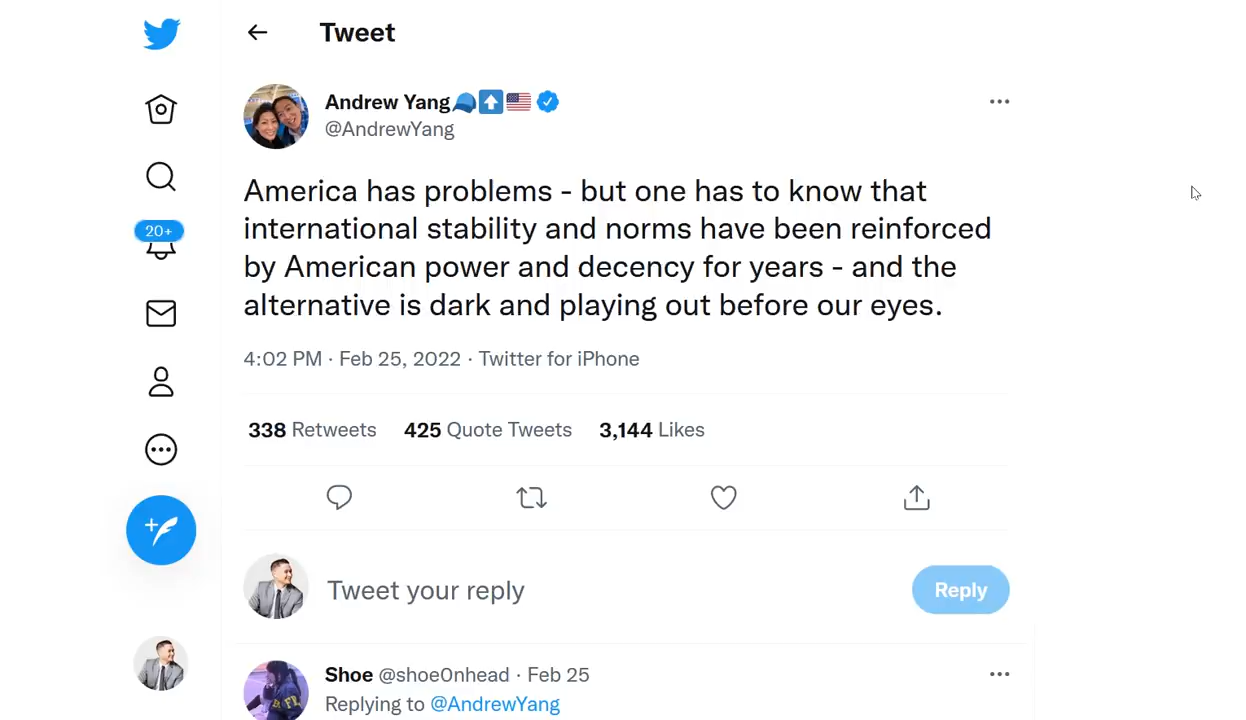 Tweet
Andrew Yang🧢⬆️🇺🇸
@AndrewYang
America has problems - but one has to know that
international stability and norms have been reinforced
by American power and decency for years - and the
alternative is dark and playing out before our eyes.
4:02 PM · Feb 25, 2022 · Twitter for iPhone
338 Retweets 425 Quote Tweets 3,144 Likes
20+
Tweet your reply
Reply
Shoe @shoe0nhead · Feb 25
Replying to @AndrewYang